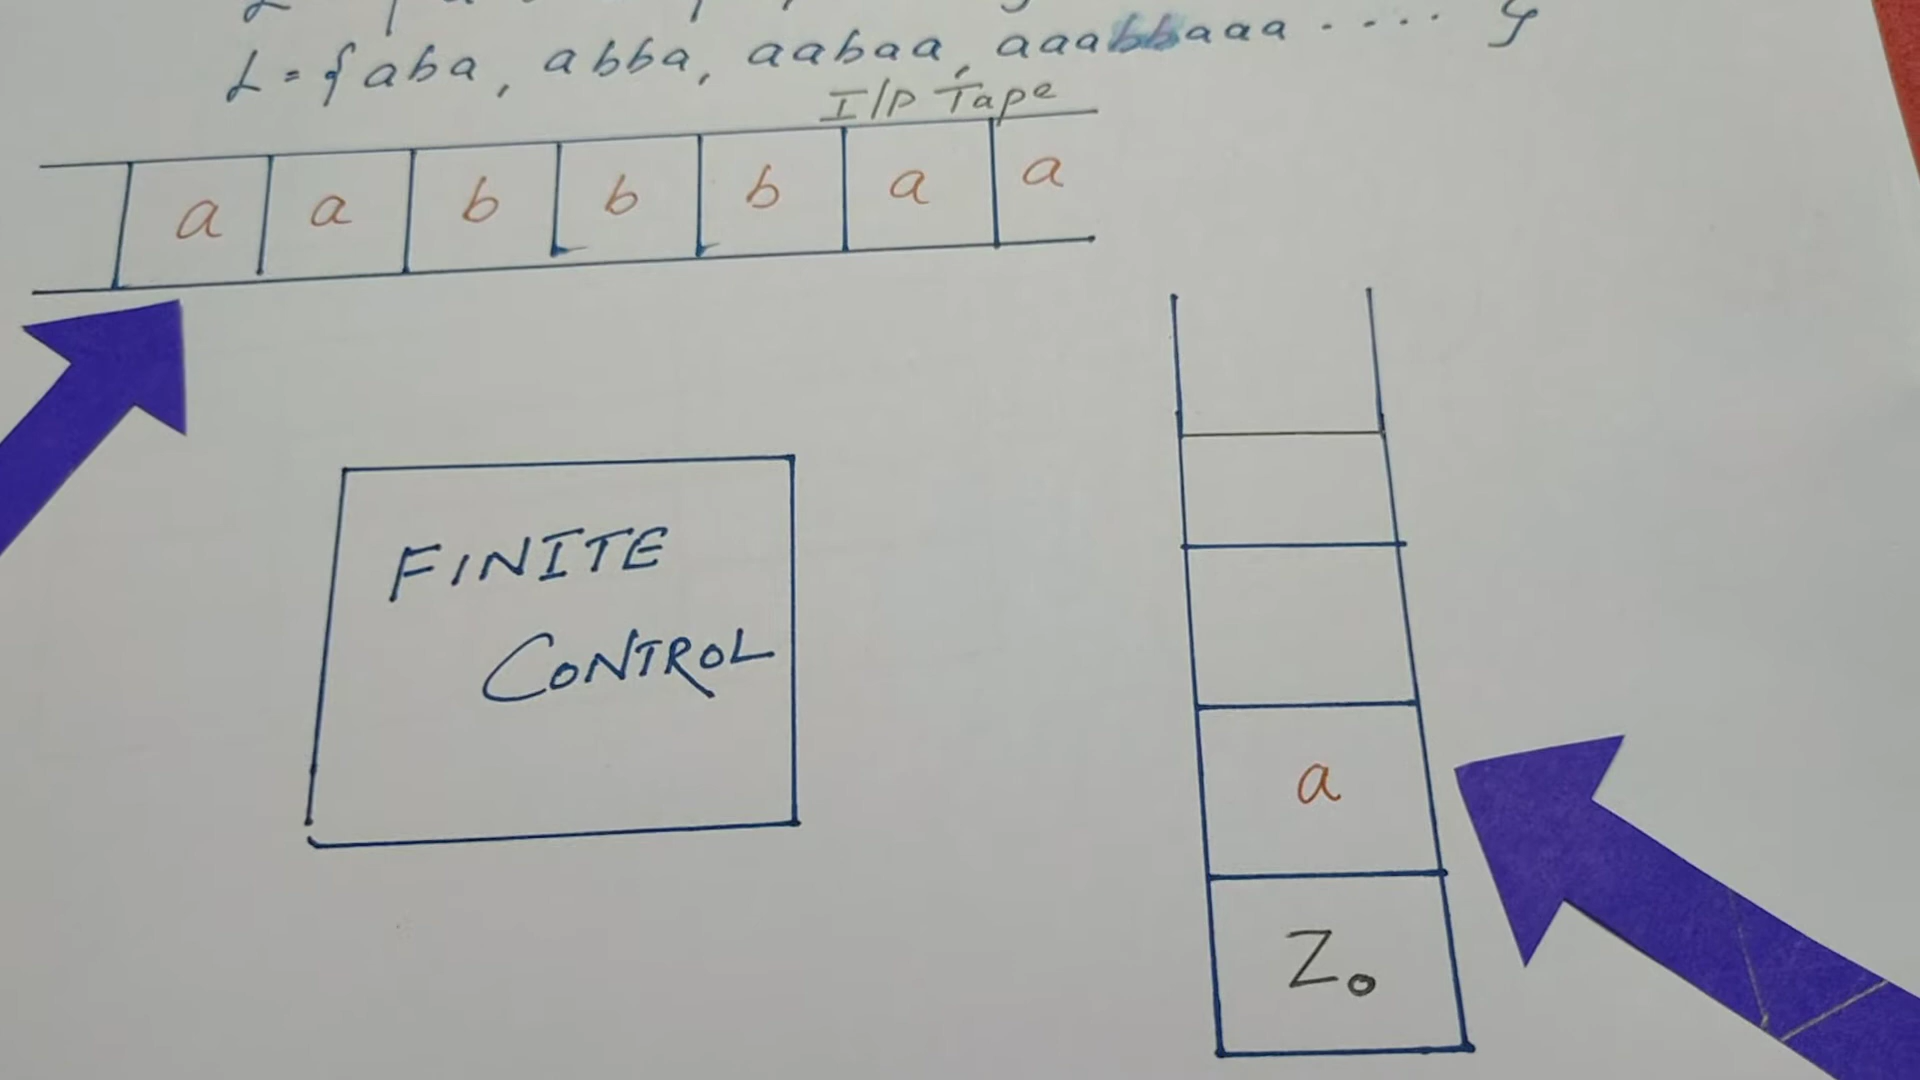 L = { aba, abba, aabaa, aaabbaaa .... }
I/P Tape
a a b b b a a
FINITE
CONTROL
a
Z₀